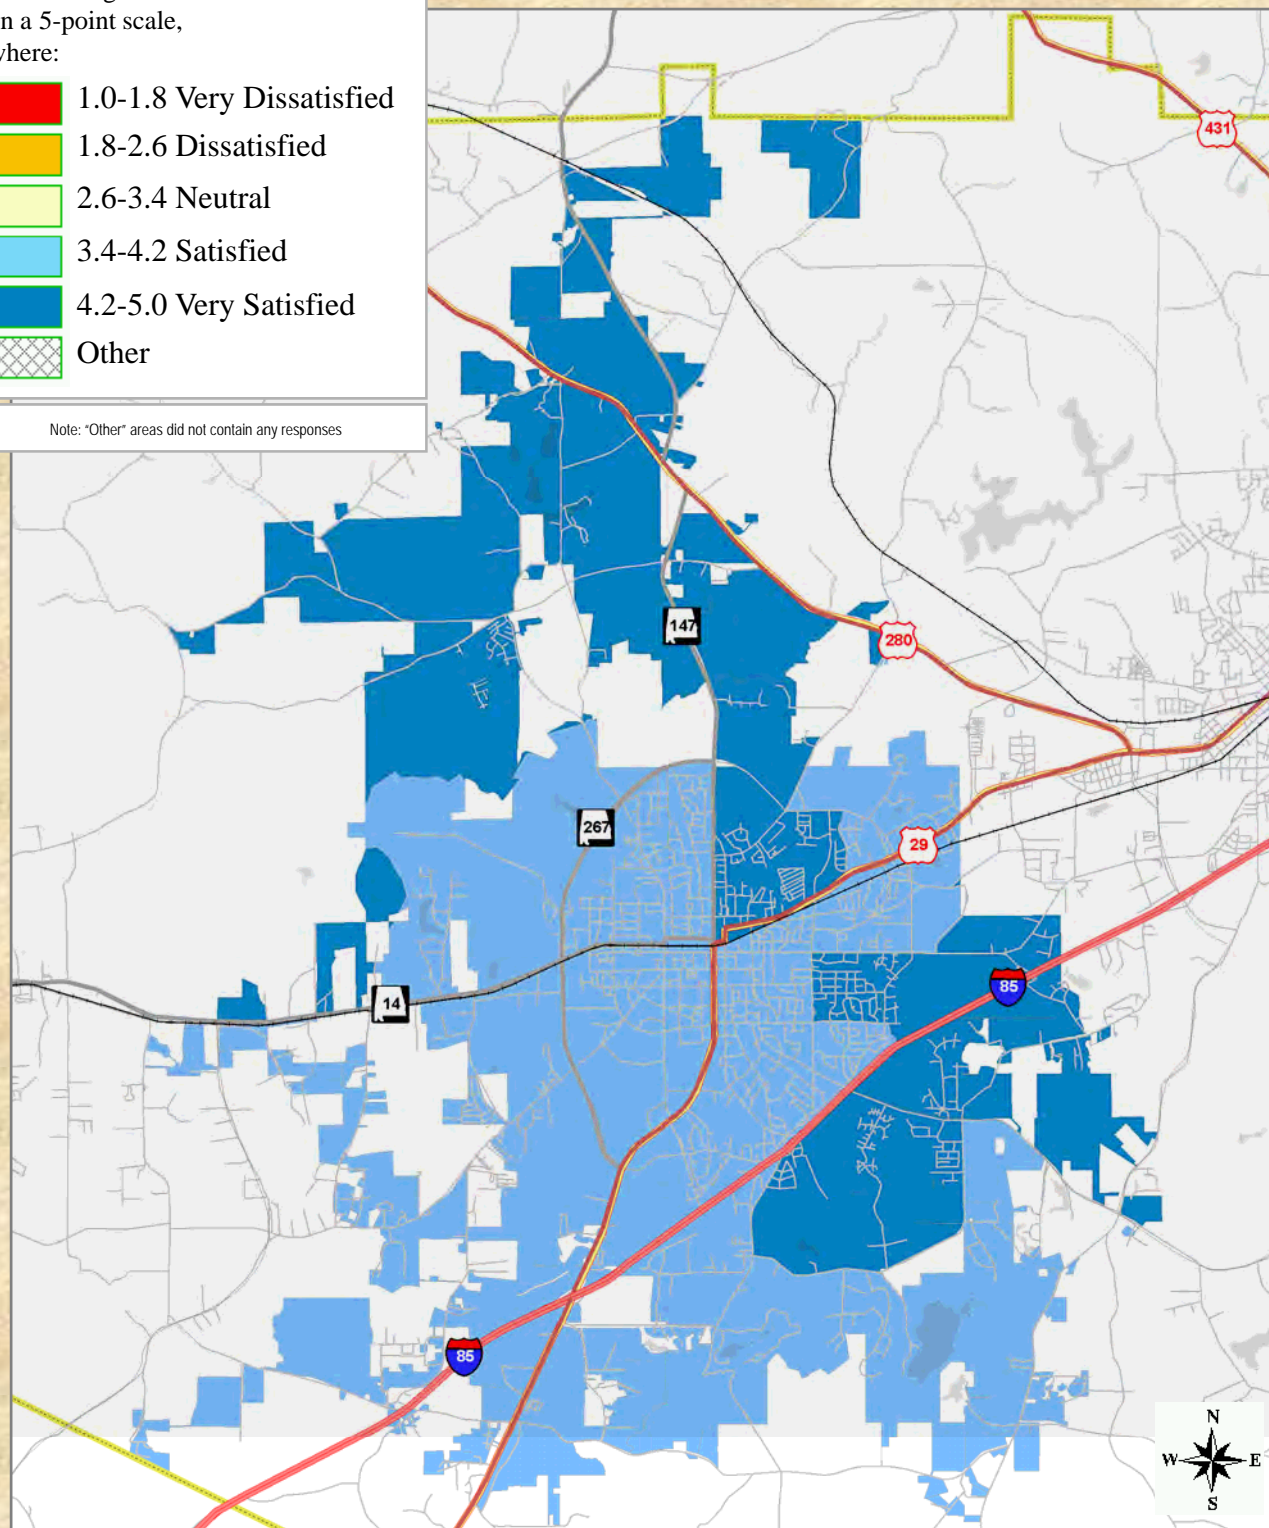 n a 5-point scale,
where:
1.0-1.8 Very Dissatisfied
1.8-2.6 Dissatisfied
2.6-3.4 Neutral
3.4-4.2 Satisfied
4.2-5.0 Very Satisfied
Other
Note: “Other” areas did not contain any responses
431
147
280
267
29
85
14
85
N
W E
S